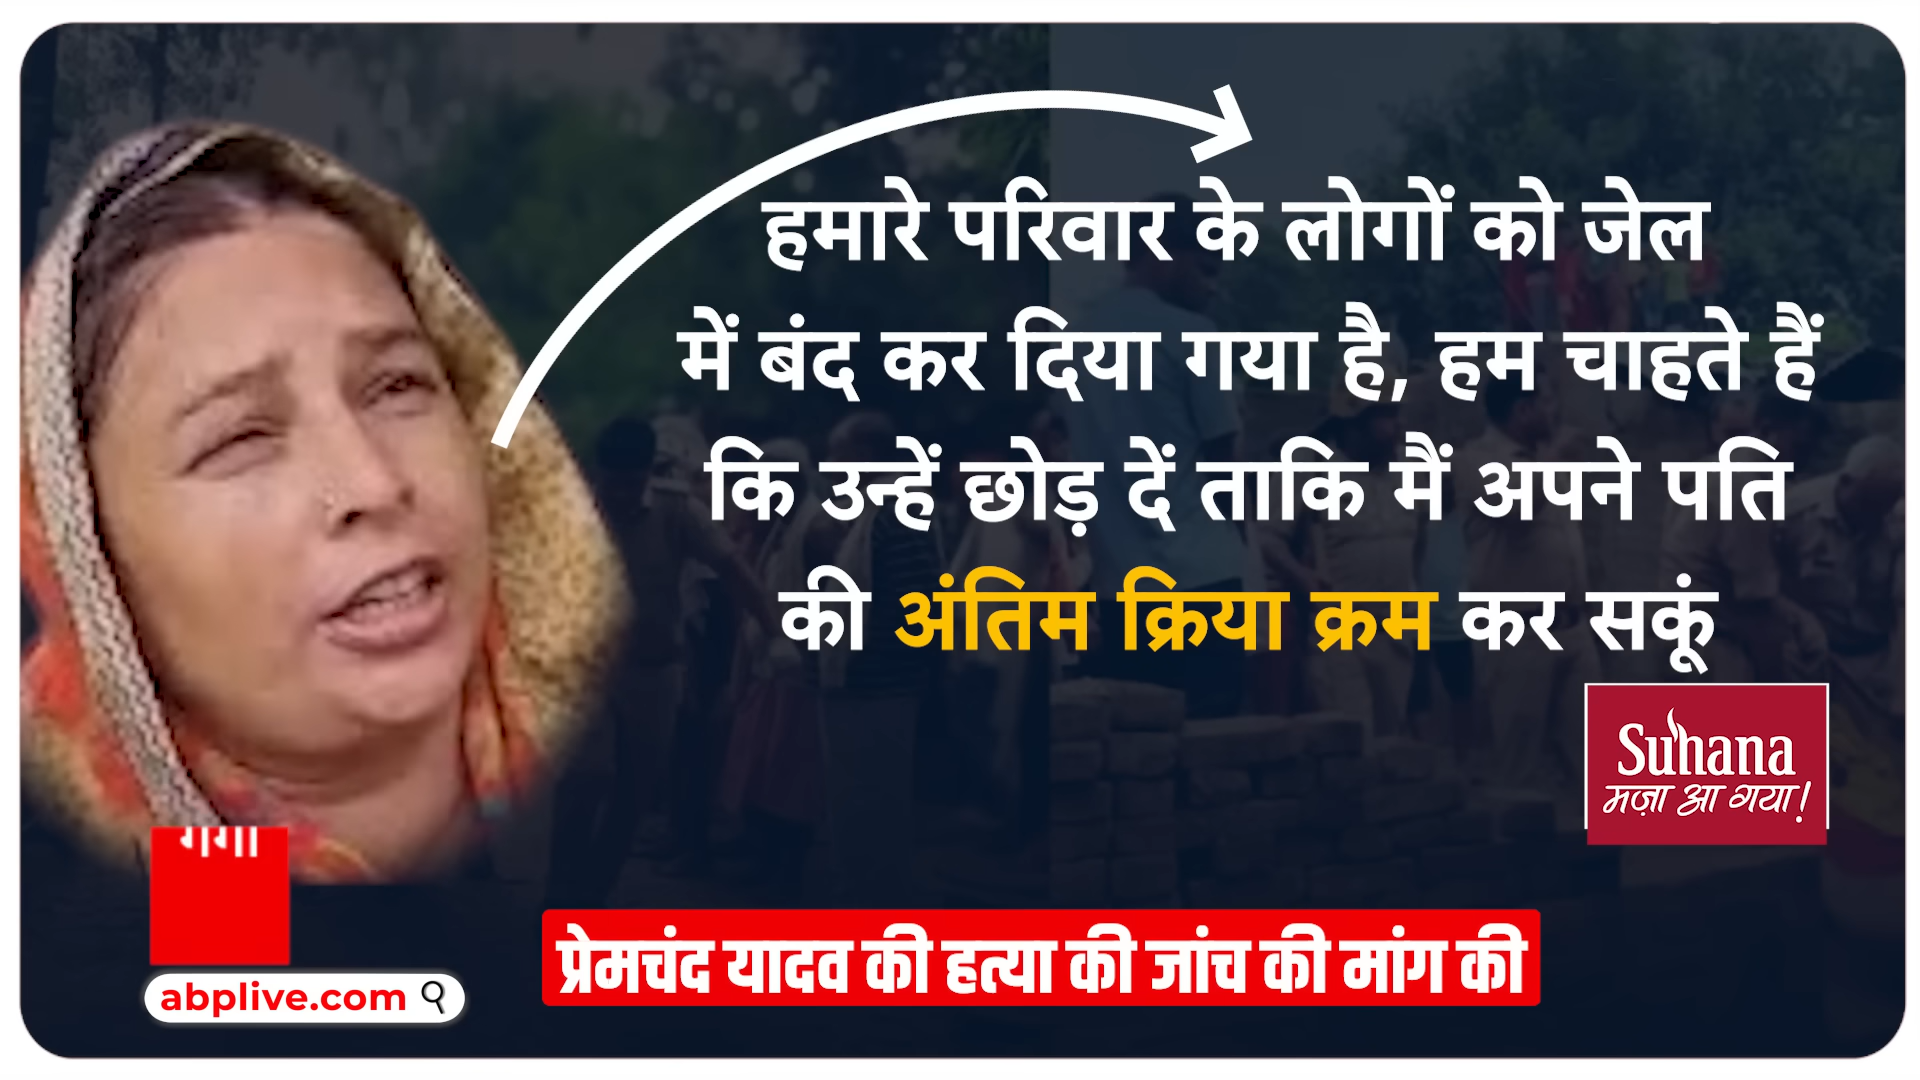 हमारे परिवार के लोगों को जेल
में बंद कर दिया गया है, हम चाहते हैं
कि उन्हें छोड़ दें ताकि मैं अपने पति
की अंतिम क्रिया क्रम कर सकूं
Suhana
मज़ा आ गया!
गंगा
प्रेमचंद यादव की हत्या की जांच की मांग की
abplive.com